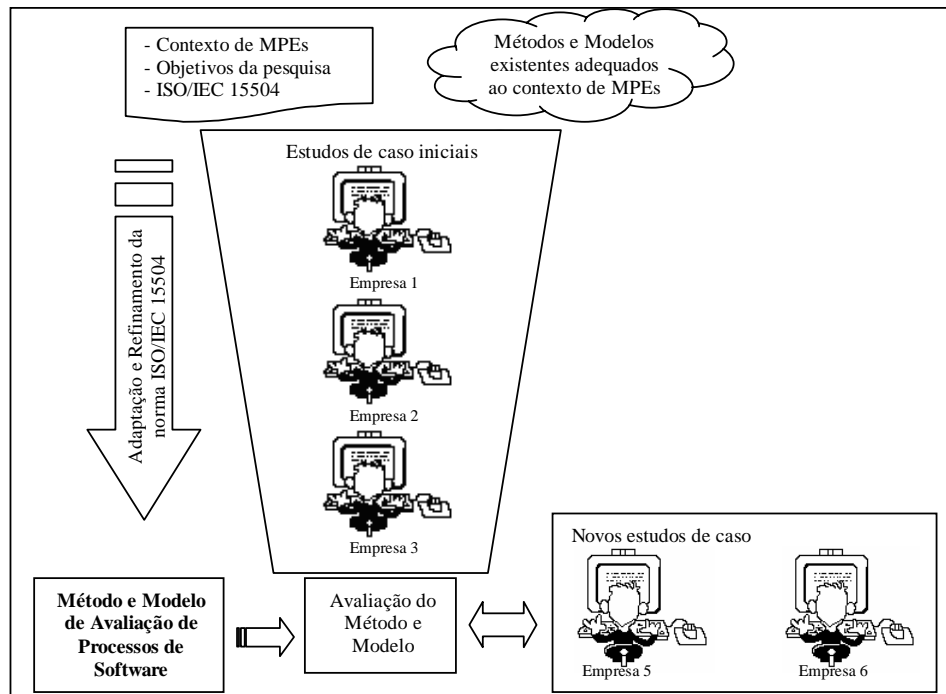 - Contexto de MPEs
- Objetivos da pesquisa
- ISO/IEC 15504
Métodos e Modelos
existentes adequados
ao contexto de MPEs
Estudos de caso iniciais
Empresa 1
Empresa 2
Empresa 3
Adaptação e Refinamento da
norma ISO/IEC 15504
Método e Modelo
de Avaliação de
Processos de
Software
Avaliação do
Método e
Modelo
Novos estudos de caso
Empresa 5
Empresa 6